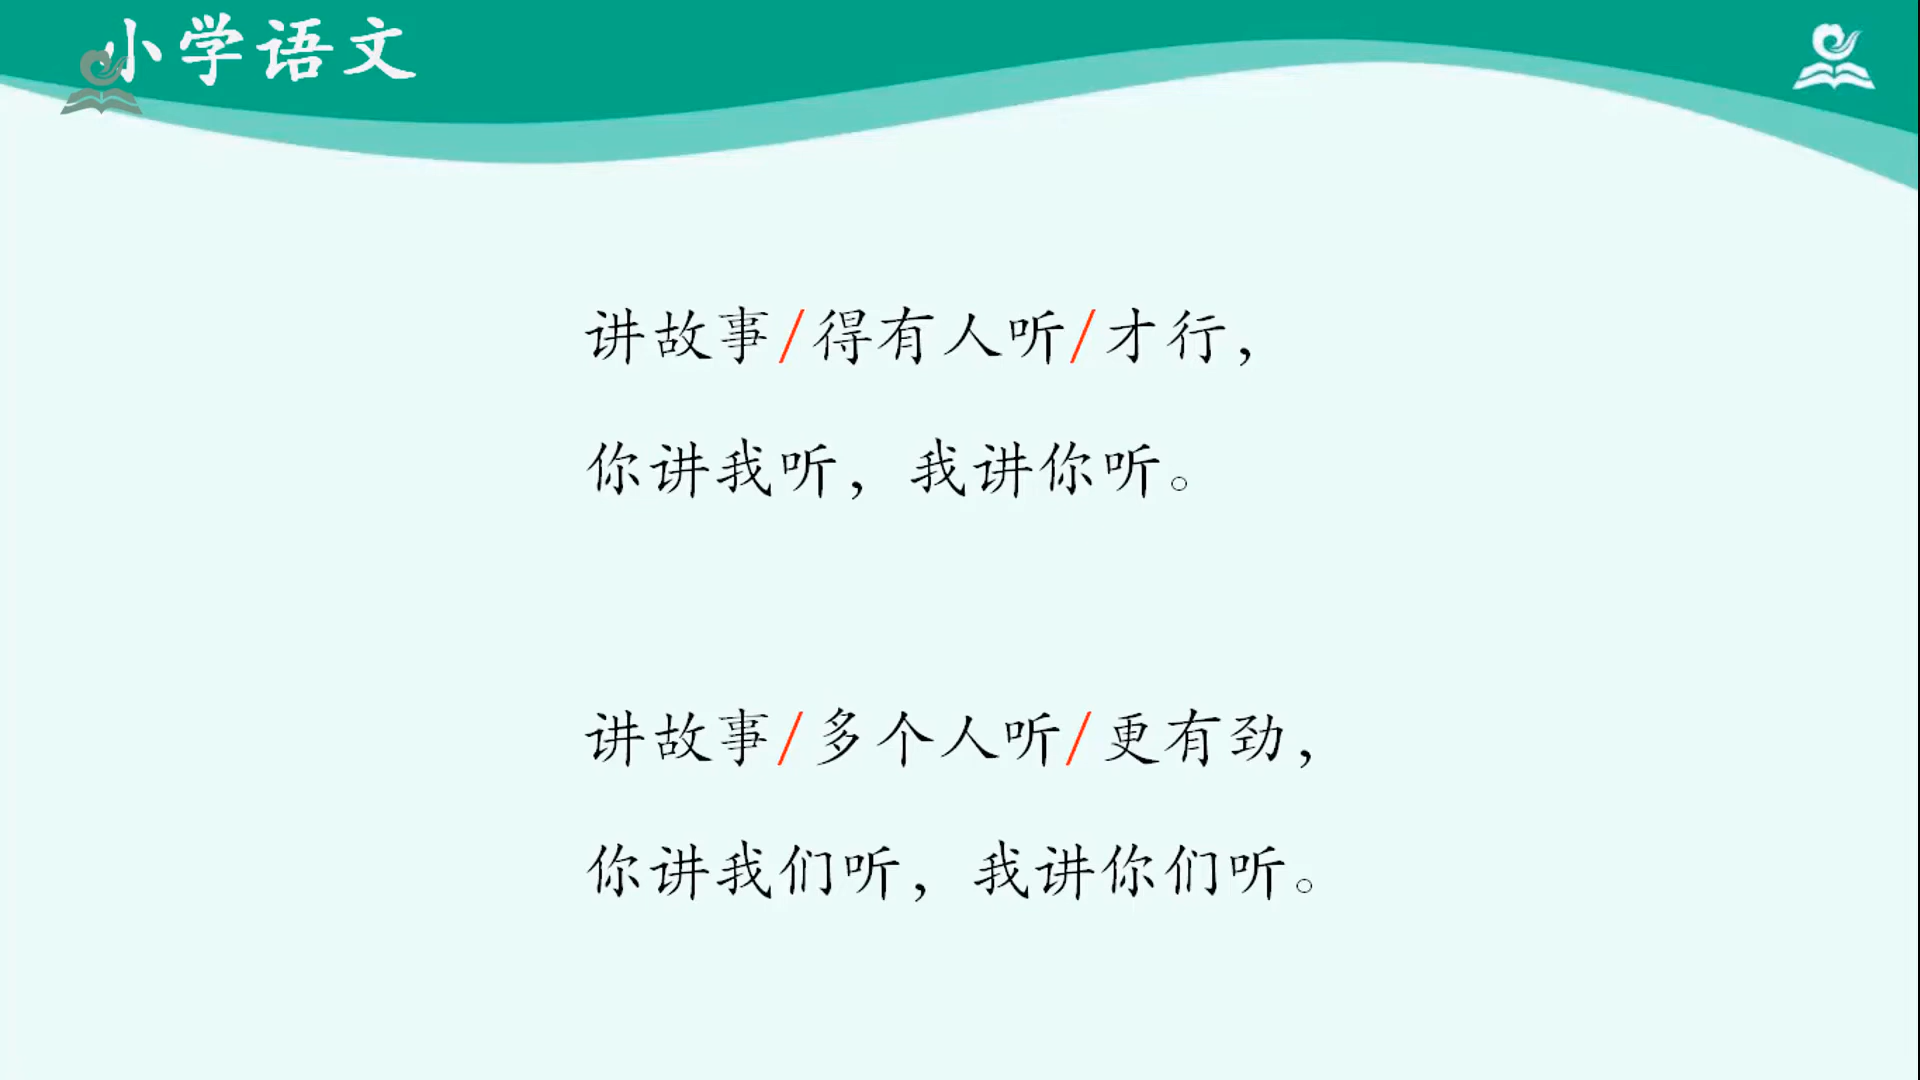 小学语文
讲故事/得有人听/才行，
你讲我听，我讲你听。
讲故事/多个人听/更有劲，
你讲我们听，我讲你们听。